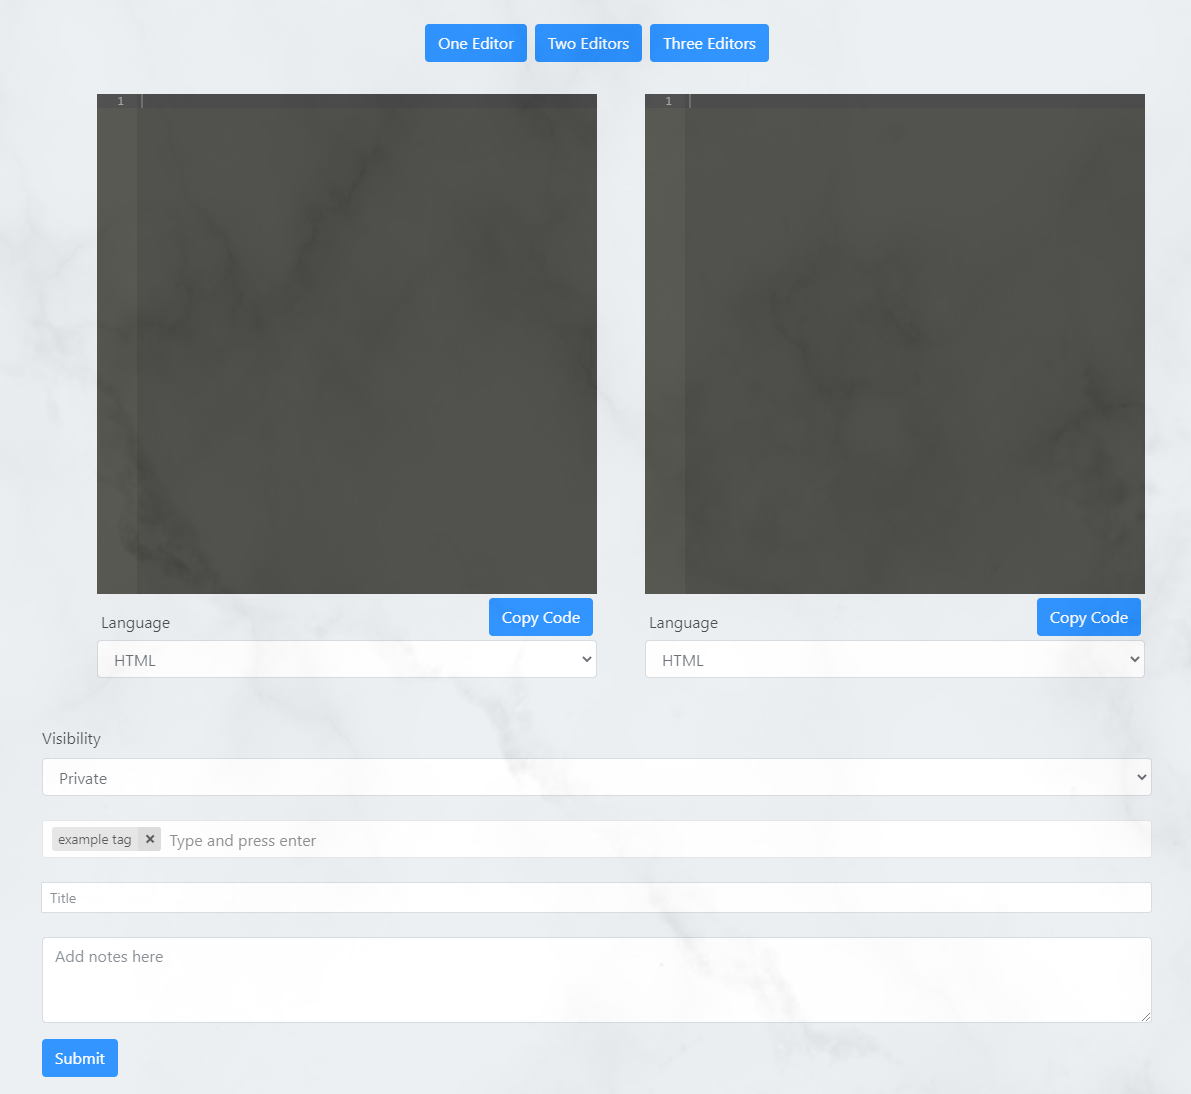 One Editor Two Editors Three Editors
1 1
Language Copy Code Language Copy Code
HTML HTML
Visibility
Private
example tag × Type and press enter
Title
Add notes here
Submit